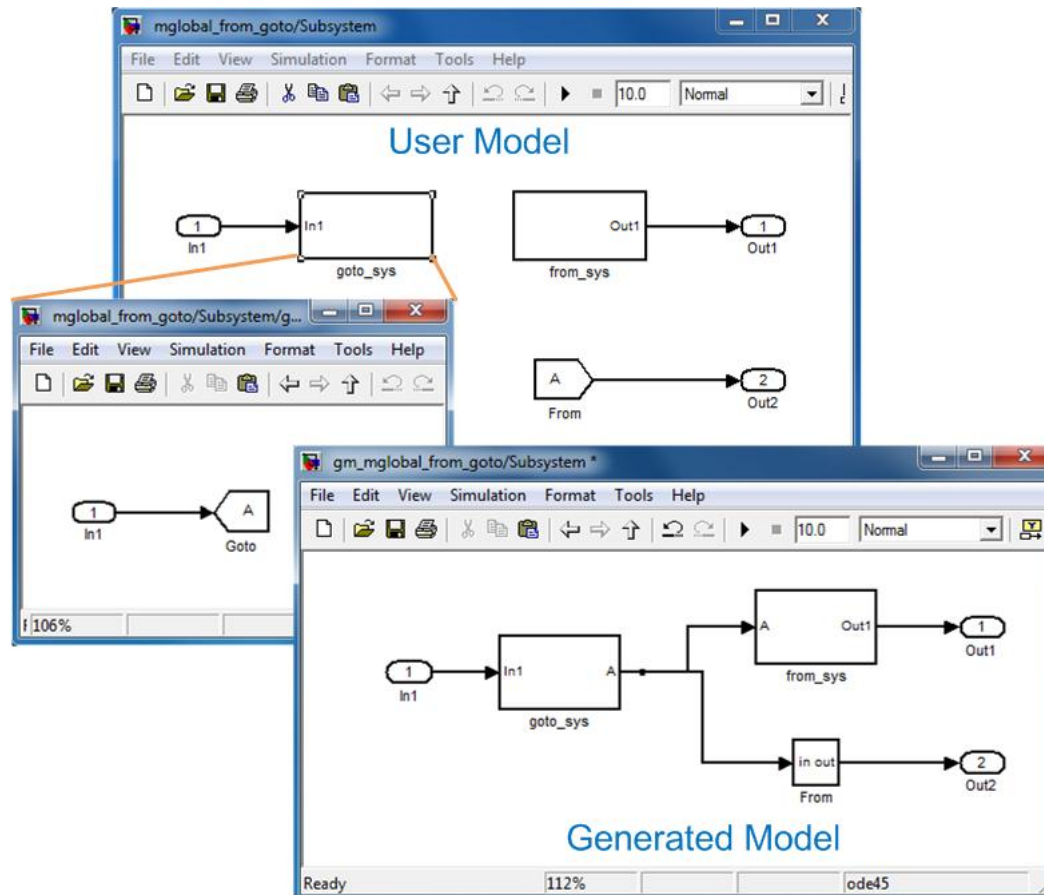 mglobal_from_goto/Subsystem
File Edit View Simulation Format Tools Help
10.0 Normal
User Model
1
In1
In1
goto_sys
Out1
from_sys
1
Out1
A
From
2
Out2
mglobal_from_goto/Subsystem/g...
File Edit View Simulation Format Tools Help
1
In1
A
Goto
106%
gm_mglobal_from_goto/Subsystem *
File Edit View Simulation Format Tools Help
10.0 Normal
1
In1
In1 A
goto_sys
A Out1
from_sys
1
Out1
in out
From
2
Out2
Generated Model
Ready 112% ode45